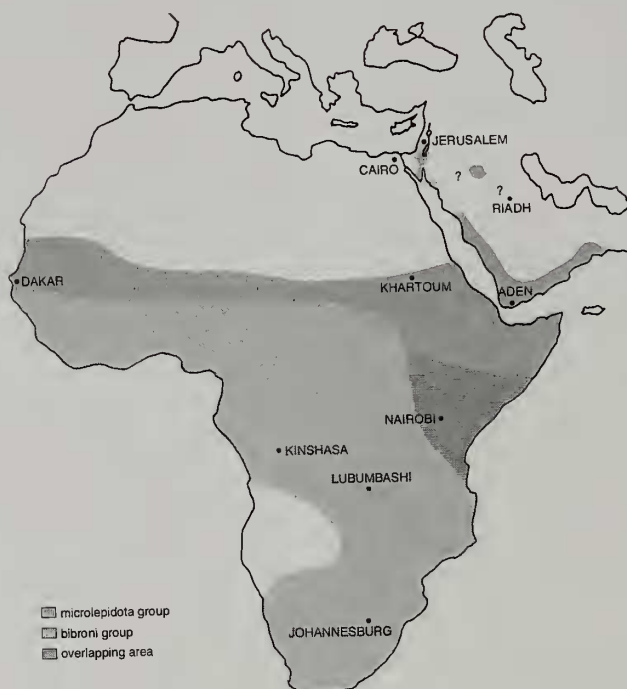 JERUSALEM
CAIRO
?
?
RIADH
DAKAR
KHARTOUM
ADEN
NAIROBI
KINSHASA
LUBUMBASHI
microlepidota group
bibroni group
overlapping area
JOHANNESBURG